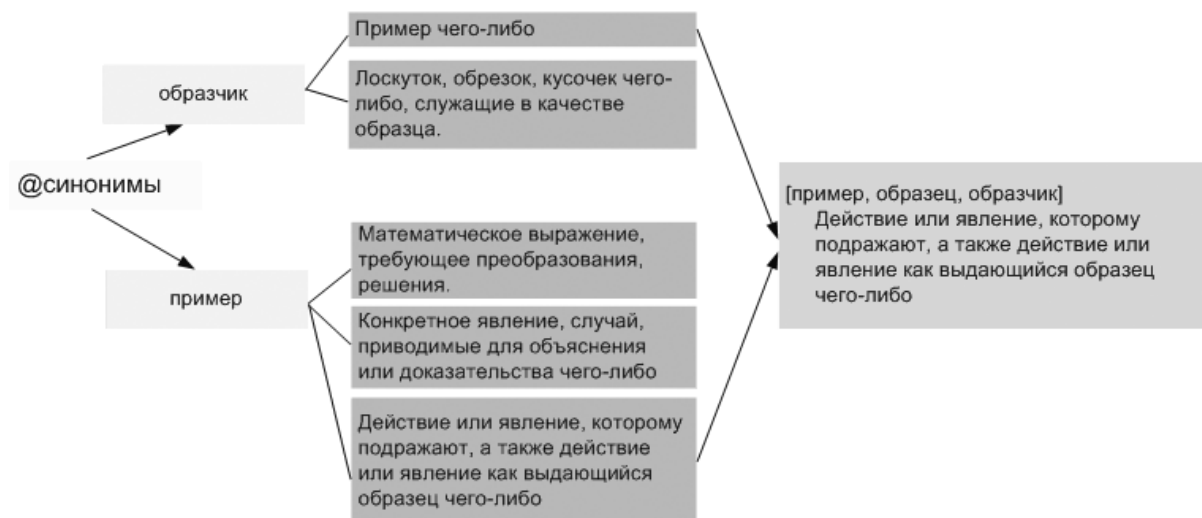 Пример чего-либо
образчик
Лоскуток, обрезок, кусочек чего-
либо, служащие в качестве
образца.
@синонимы
пример
Математическое выражение,
требующее преобразования,
решения.
Конкретное явление, случай,
приводимые для объяснения
или доказательства чего-либо
Действие или явление, которому
подражают, а также действие
или явление как выдающийся
образец чего-либо
[пример, образец, образчик]
Действие или явление, которому
подражают, а также действие или
явление как выдающийся образец
чего-либо